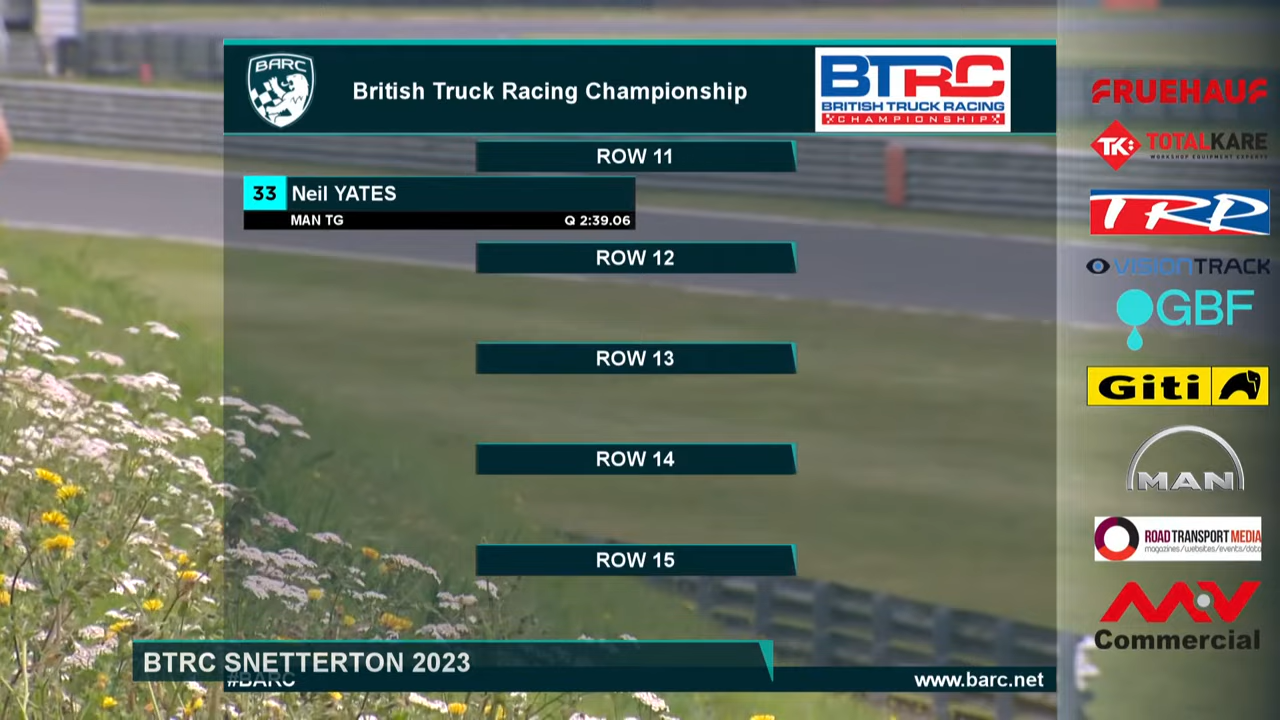 BARC
British Truck Racing Championship
BTRC
BRITISH TRUCK RACING
CHAMPIONSHIP
ROW 11
33 Neil YATES
MAN TG Q 2:39.06
ROW 12
ROW 13
ROW 14
ROW 15
BTRC SNETTERTON 2023
#BARC
www.barc.net
FRUEHAUF
TK: TOTALKARE
WORKSHOP EQUIPMENT EXPERTS
TRP
VISIONTRACK
GBF
Giti
MAN
ROAD TRANSPORT MEDIA
magazines/websites/events/data
MV
Commercial